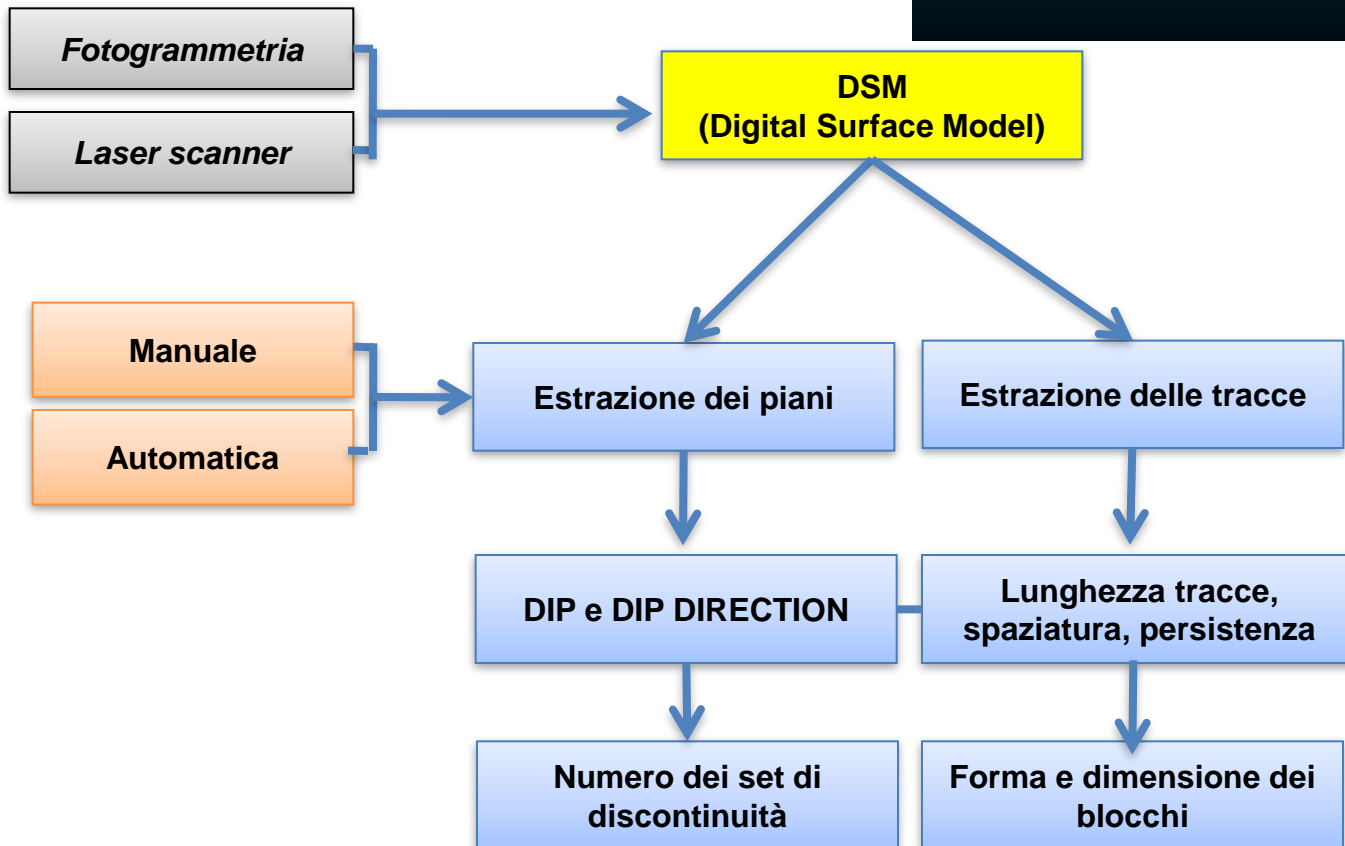 Fotogrammetria
DSM
(Digital Surface Model)
Laser scanner
Manuale
Automatica
Estrazione dei piani
Estrazione delle tracce
DIP e DIP DIRECTION
Lunghezza tracce,
spaziatura, persistenza
Numero dei set di
discontinuità
Forma e dimensione dei
blocchi